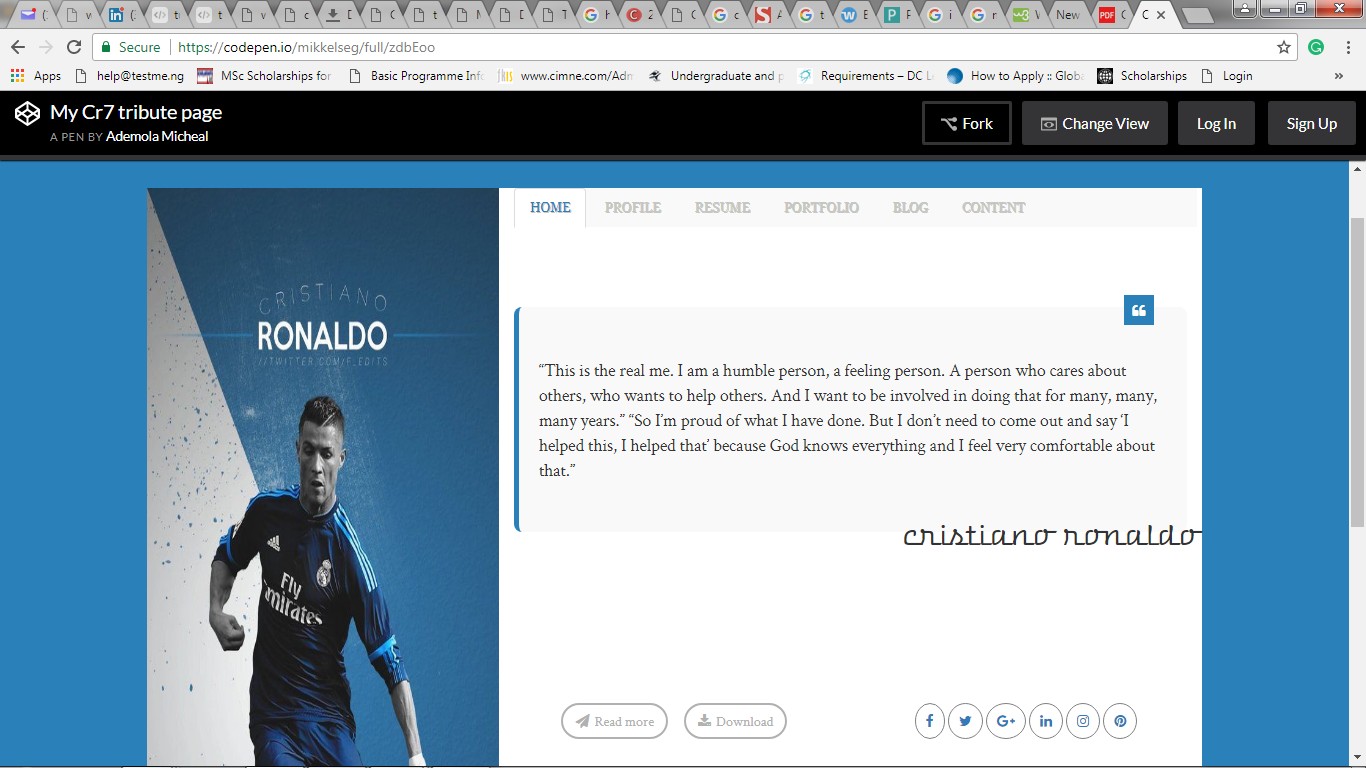 Secure https://codepen.io/mikkelseg/full/zdbEoo
Apps help@testme.ng MSc Scholarships for Basic Programme Inf www.cimne.com/Adm Undergraduate and p Requirements – DC L How to Apply :: Globa Scholarships Login »
My Cr7 tribute page
A PEN BY Ademola Micheal
Fork Change View Log In Sign Up
HOME PROFILE RESUME PORTFOLIO BLOG CONTENT
CRISTIANO
RONALDO
//TWITTER.COM/F_EDITS
“This is the real me. I am a humble person, a feeling person. A person who cares about
others, who wants to help others. And I want to be involved in doing that for many, many,
many years.” “So I’m proud of what I have done. But I don’t need to come out and say ‘I
helped this, I helped that’ because God knows everything and I feel very comfortable about
that.”
cristiano ronaldo
adidas
Fly
Emirates
Read more Download